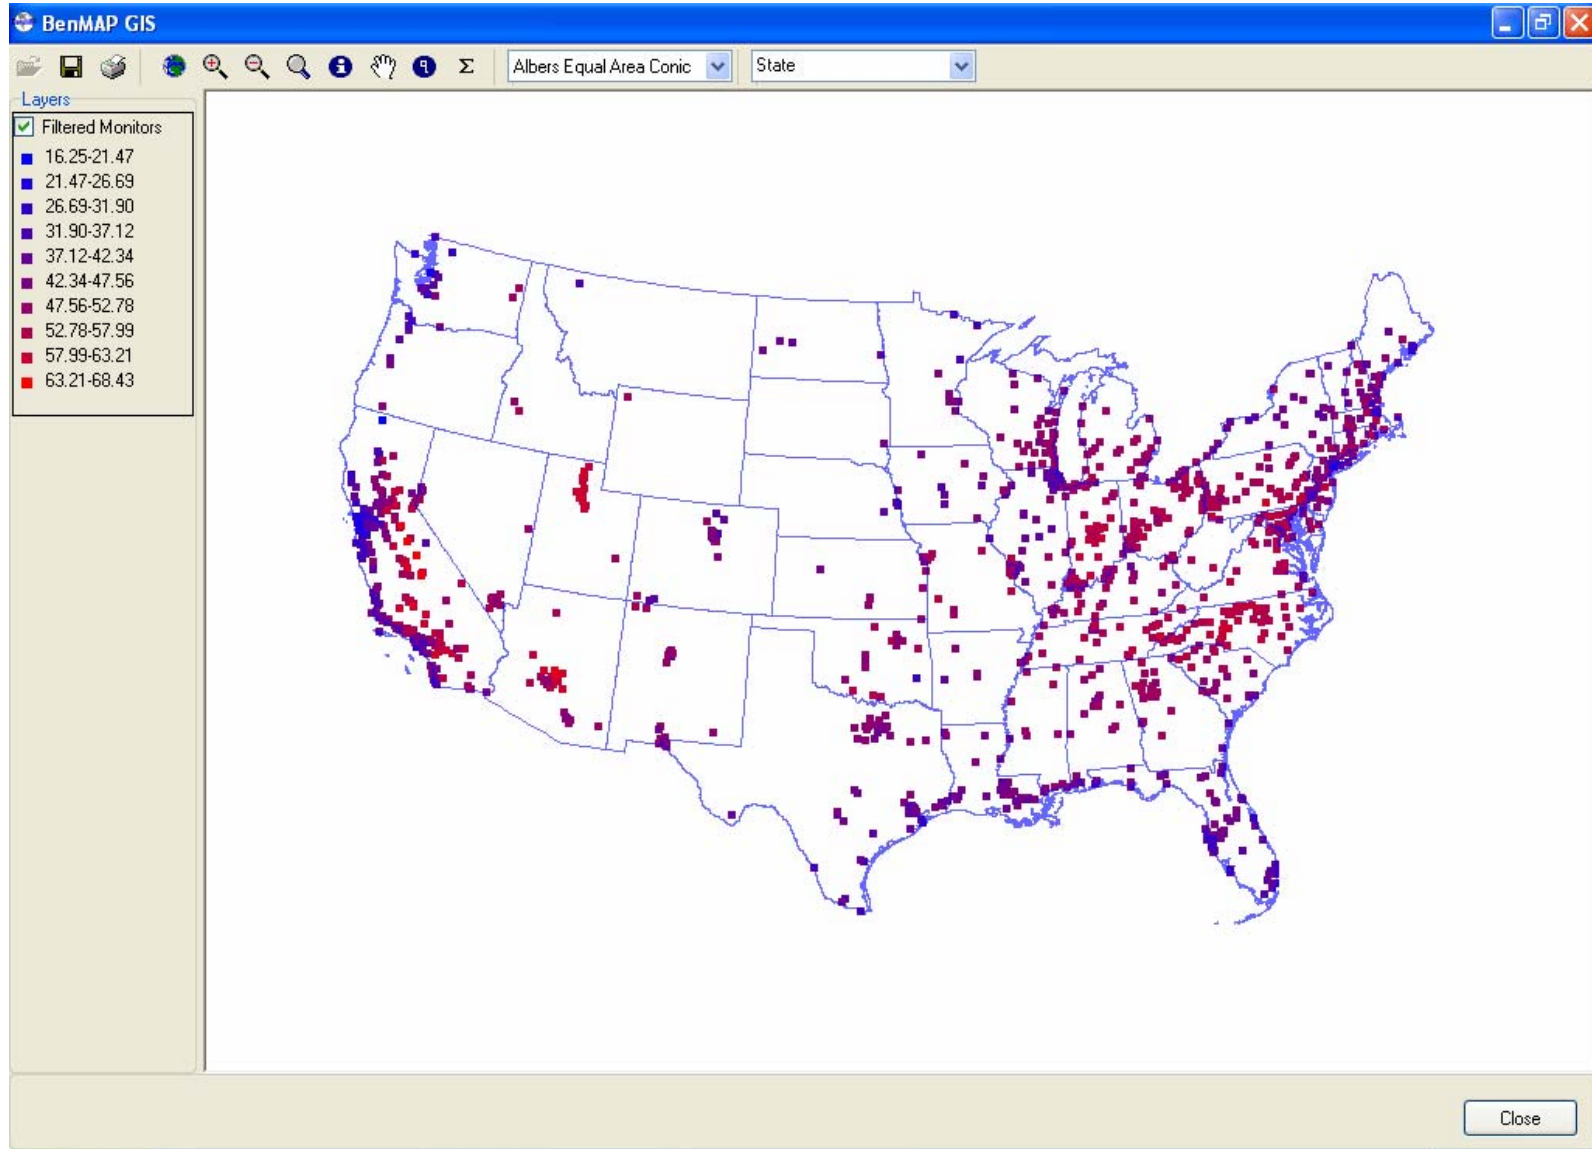 BenMAP GIS
Albers Equal Area Conic
State
Layers
Filtered Monitors
16.25-21.47
21.47-26.69
26.69-31.90
31.90-37.12
37.12-42.34
42.34-47.56
47.56-52.78
52.78-57.99
57.99-63.21
63.21-68.43
Close